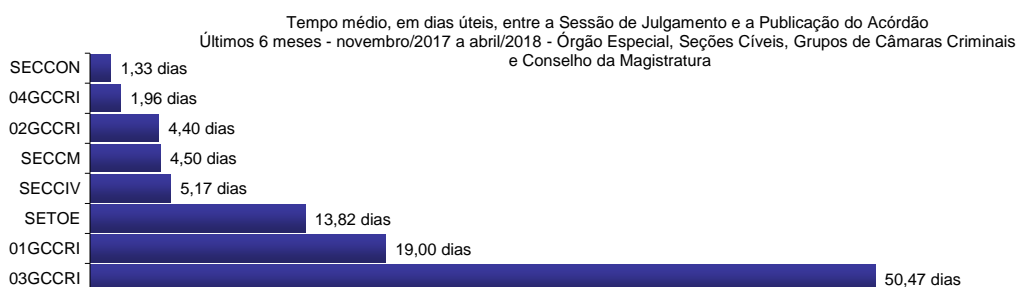 Tempo médio, em dias úteis, entre a Sessão de Julgamento e a Publicação do Acórdão
Últimos 6 meses - novembro/2017 a abril/2018 - Órgão Especial, Seções Cíveis, Grupos de Câmaras Criminais
e Conselho da Magistratura
SECCON 1,33 dias
04GCCRI 1,96 dias
02GCCRI 4,40 dias
SECCM 4,50 dias
SECCIV 5,17 dias
SETOE 13,82 dias
01GCCRI 19,00 dias
03GCCRI 50,47 dias